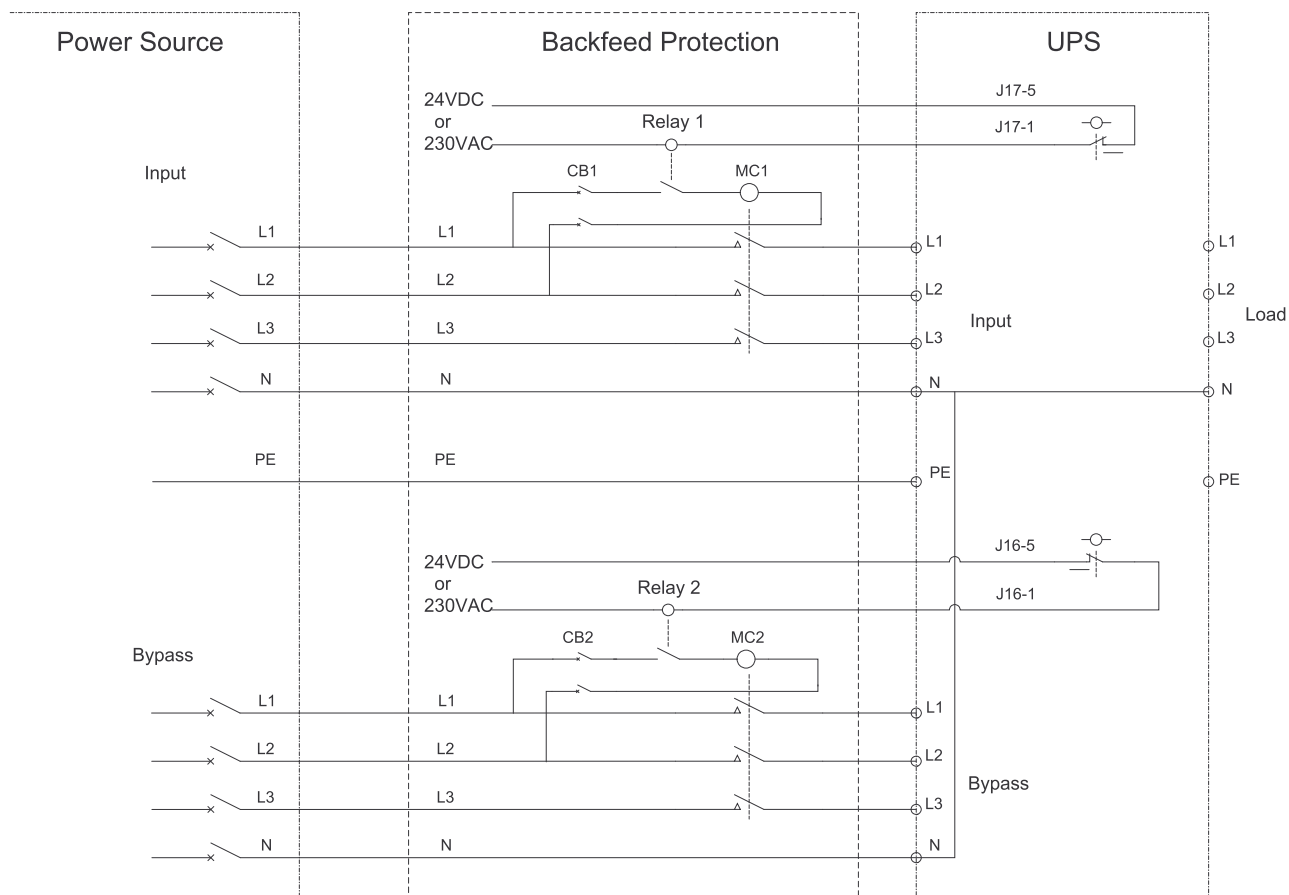 Power Source
Backfeed Protection
UPS
24VDC
or
230VAC
Relay 1
J17-5
J17-1
Input
CB1
MC1
L1
L1
L1
L1
L2
L2
L2
L2
L3
L3
L3
L3
Input
Load
N
N
N
N
PE
PE
PE
PE
24VDC
or
230VAC
Relay 2
J16-5
J16-1
Bypass
CB2
MC2
L1
L1
L1
L2
L2
L2
L3
L3
L3
Bypass
N
N
N